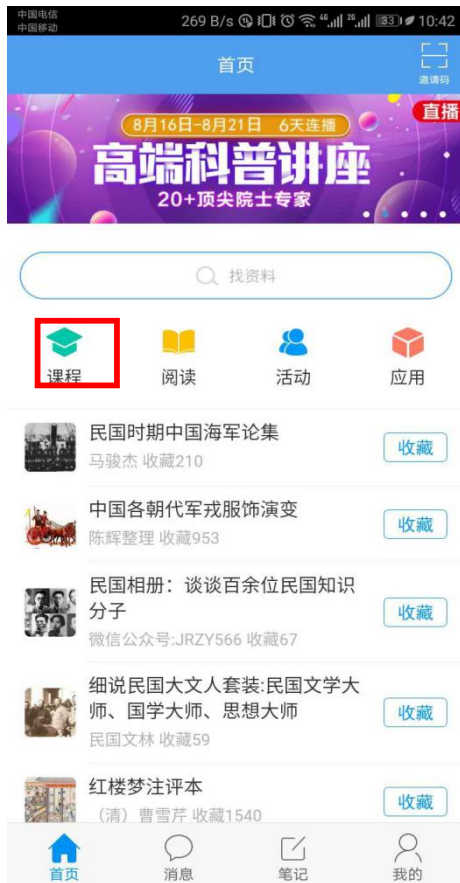 中国电信
中国移动
269 B/s
4G
2G
33
10:42
首页
邀请码
8月16日-8月21日 6天连播
直播
高端科普讲座
20+顶尖院士专家
找资料
课程
阅读
活动
应用
民国时期中国海军论集
马骏杰 收藏210
收藏
中国各朝代军戎服饰演变
陈辉整理 收藏953
收藏
民国相册：谈谈百余位民国知识
分子
微信公众号:JRZY566 收藏67
收藏
细说民国大文人套装:民国文学大
师、国学大师、思想大师
民国文林 收藏59
收藏
红楼梦注评本
（清）曹雪芹 收藏1540
收藏
首页
消息
笔记
我的